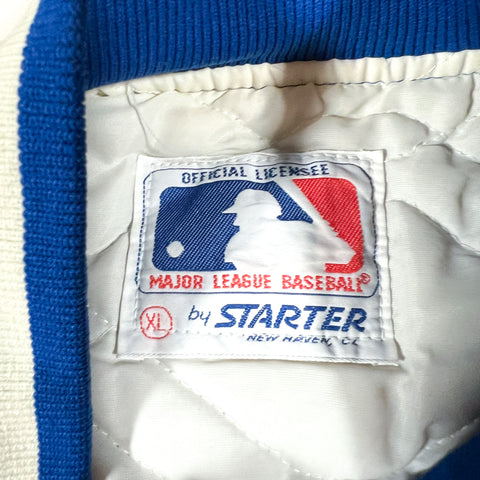 OFFICIAL LICENSEE
MAJOR LEAGUE BASEBALL®
XL by STARTER
NEW HAVEN, CT.